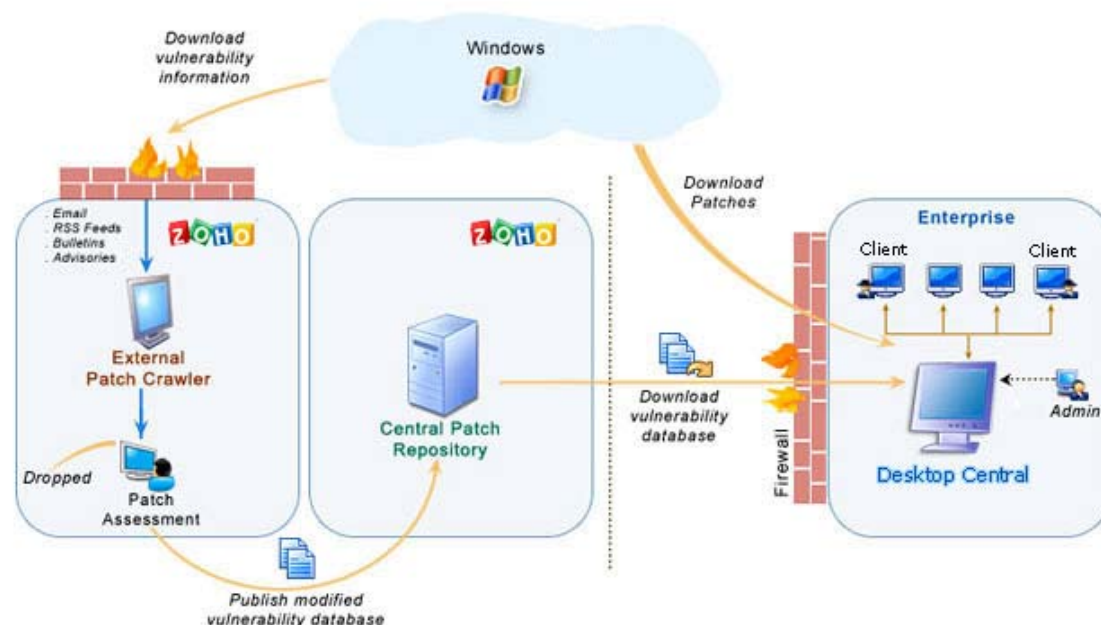 Download
vulnerability
information
Windows
. Email
. RSS Feeds
. Bulletins
. Advisories
ZOHO
External
Patch Crawler
Dropped
Patch
Assessment
Publish modified
vulnerability database
ZOHO
Central Patch
Repository
Download
Patches
Download
vulnerability
database
Firewall
Enterprise
Client
Client
Admin
Desktop Central